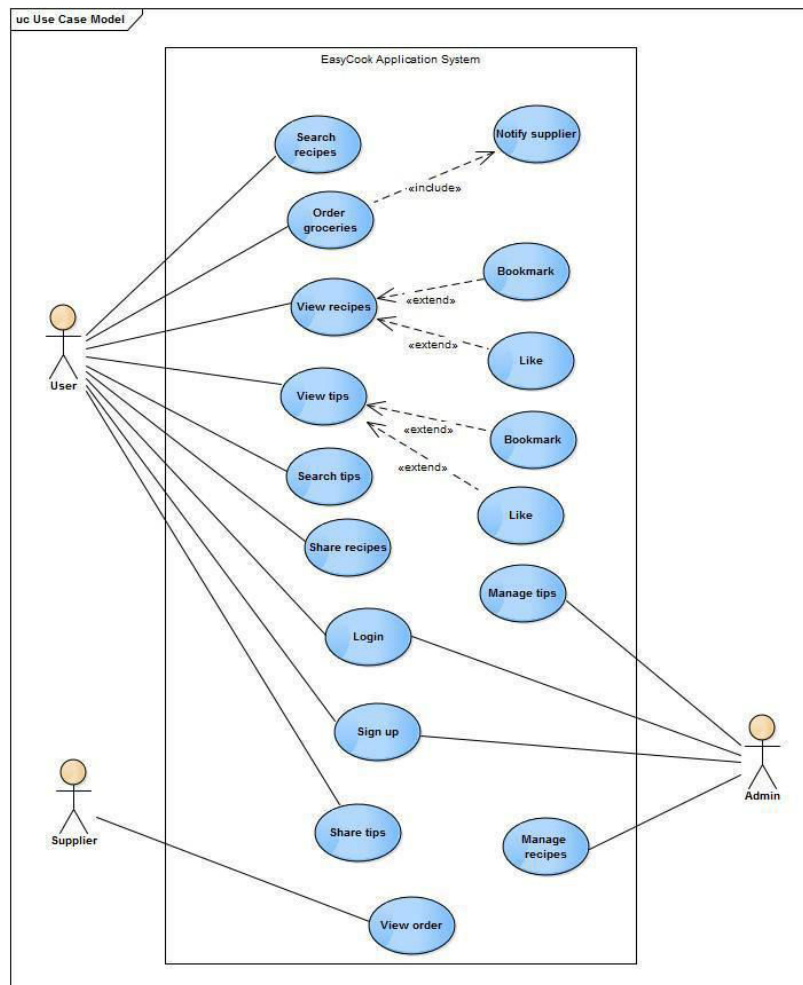 uc Use Case Model
EasyCook Application System
Search
recipes
Notify supplier
«include»
Order
groceries
Bookmark
«extend»
View recipes
«extend»
Like
User
View tips
«extend»
Bookmark
«extend»
Search tips
Like
Share recipes
Manage tips
Login
Sign up
Admin
Supplier
Share tips
Manage
recipes
View order